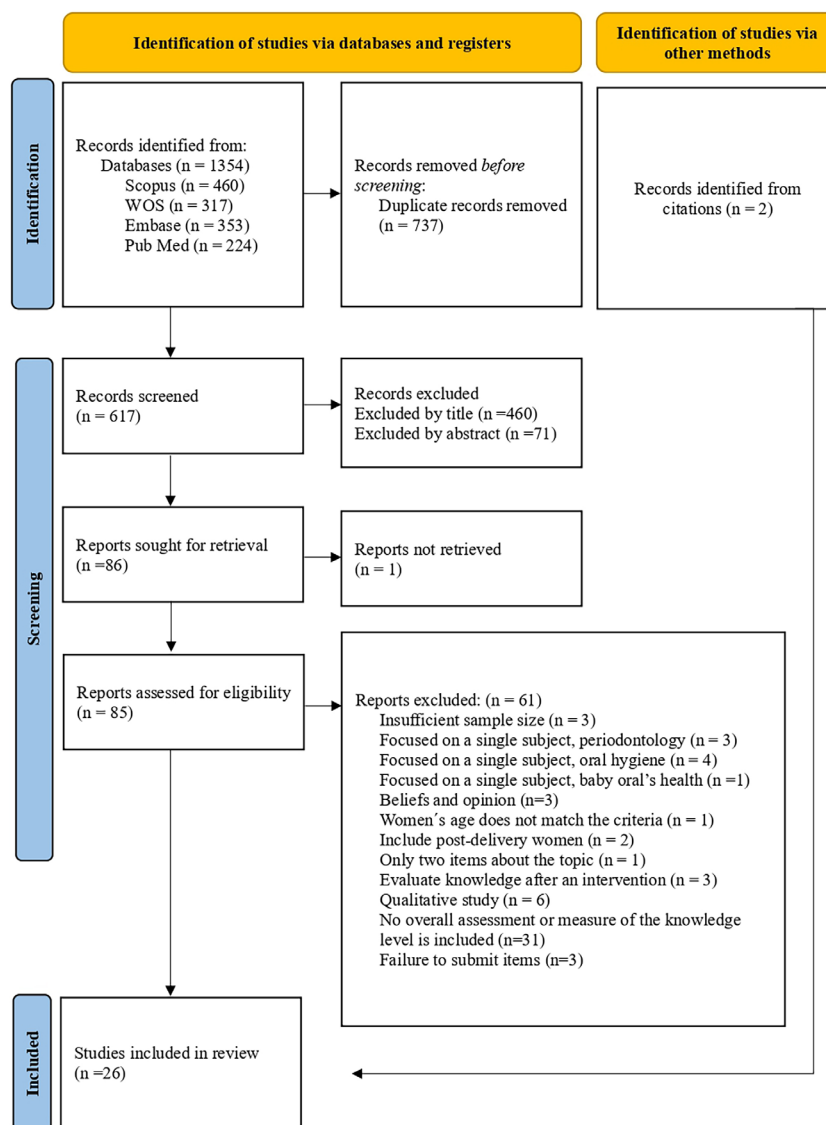 Identification of studies via databases and registers
Identification of studies via
other methods
Identification
Records identified from:
Databases (n = 1354)
Scopus (n = 460)
WOS (n = 317)
Embase (n = 353)
Pub Med (n = 224)
Records removed before
screening:
Duplicate records removed
(n = 737)
Records identified from
citations (n = 2)
Screening
Records screened
(n = 617)
Records excluded
Excluded by title (n =460)
Excluded by abstract (n =71)
Reports sought for retrieval
(n =86)
Reports not retrieved
(n = 1)
Reports assessed for eligibility
(n = 85)
Reports excluded: (n = 61)
Insufficient sample size (n = 3)
Focused on a single subject, periodontology (n = 3)
Focused on a single subject, oral hygiene (n = 4)
Focused on a single subject, baby oral’s health (n =1)
Beliefs and opinion (n=3)
Women´s age does not match the criteria (n = 1)
Include post-delivery women (n = 2)
Only two items about the topic (n = 1)
Evaluate knowledge after an intervention (n = 3)
Qualitative study (n = 6)
No overall assessment or measure of the knowledge
level is included (n=31)
Failure to submit items (n=3)
Included
Studies included in review
(n =26)